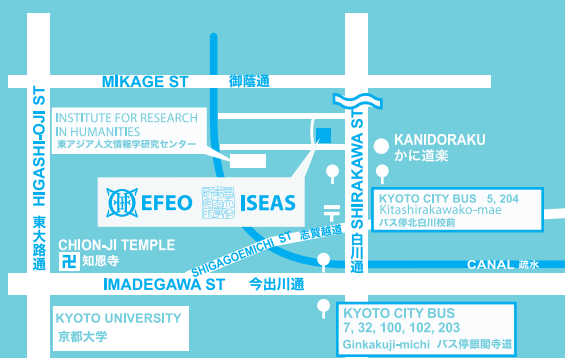 MIKAGE ST 御蔭通
HIGASHI-OJI ST 東大路通
INSTITUTE FOR RESEARCH
IN HUMANITIES
東アジア人文情報学研究センター
SHIRAKAWA ST 白川通
KANIDORAKU
かに道楽
EFEO ISEAS
KYOTO CITY BUS 5, 204
Kitashirakawako-mae
バス停北白川校前
〒
SHIGAGOEMICHI ST 志賀越道
CHION-JI TEMPLE
卍 知恩寺
CANAL 疏水
IMADEGAWA ST 今出川通
KYOTO UNIVERSITY
京都大学
KYOTO CITY BUS
7, 32, 100, 102, 203
Ginkakuji-michi バス停銀閣寺道